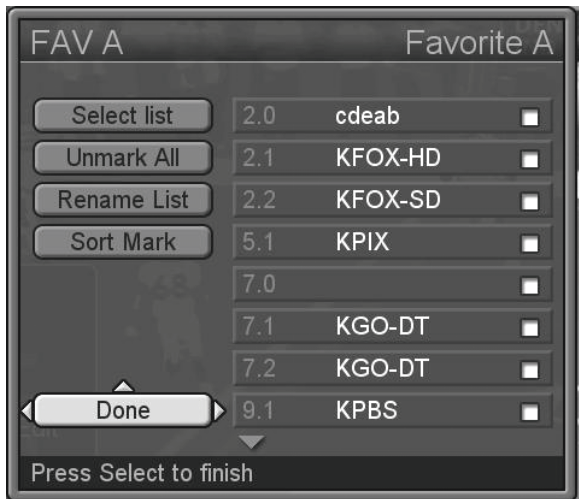 FAV A Favorite A
Select list 2.0 cdeab
Unmark All 2.1 KFOX-HD
Rename List 2.2 KFOX-SD
Sort Mark 5.1 KPIX
7.0
7.1 KGO-DT
7.2 KGO-DT
Done 9.1 KPBS
Press Select to finish